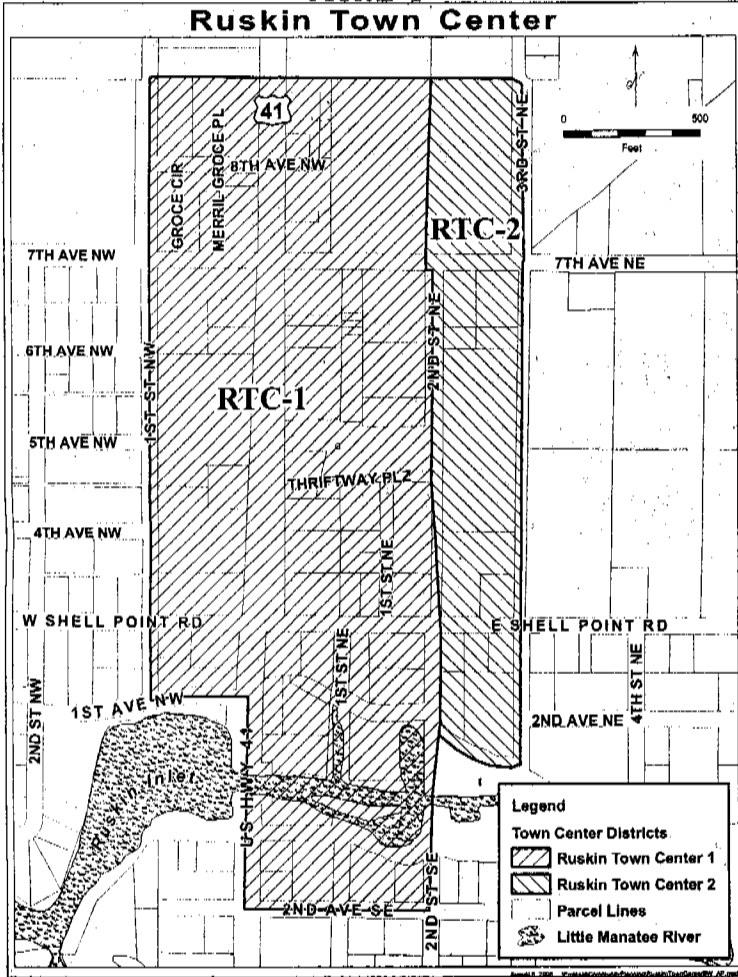 Ruskin Town Center
41
0 500
Feet
GROCE CIR
MERRIL GROCE PL
8TH AVE NW
3RD ST NE
RTC-2
7TH AVE NW
7TH AVE NE
2ND ST NE
6TH AVE NW
1ST ST NW
RTC-1
5TH AVE NW
THRIFTWAY PLZ
4TH AVE NW
1ST ST NE
W SHELL POINT RD
E SHELL POINT RD
1ST ST NE
4TH ST NE
2ND ST NW
1ST AVE NW
2ND AVE NE
US HWY 41
Ruskin Inlet
2ND AVE SE
2ND ST SE
Legend
Town Center Districts
Ruskin Town Center 1
Ruskin Town Center 2
Parcel Lines
Little Manatee River